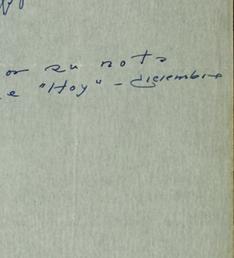 or su nota
e "Hoy" - diciembre